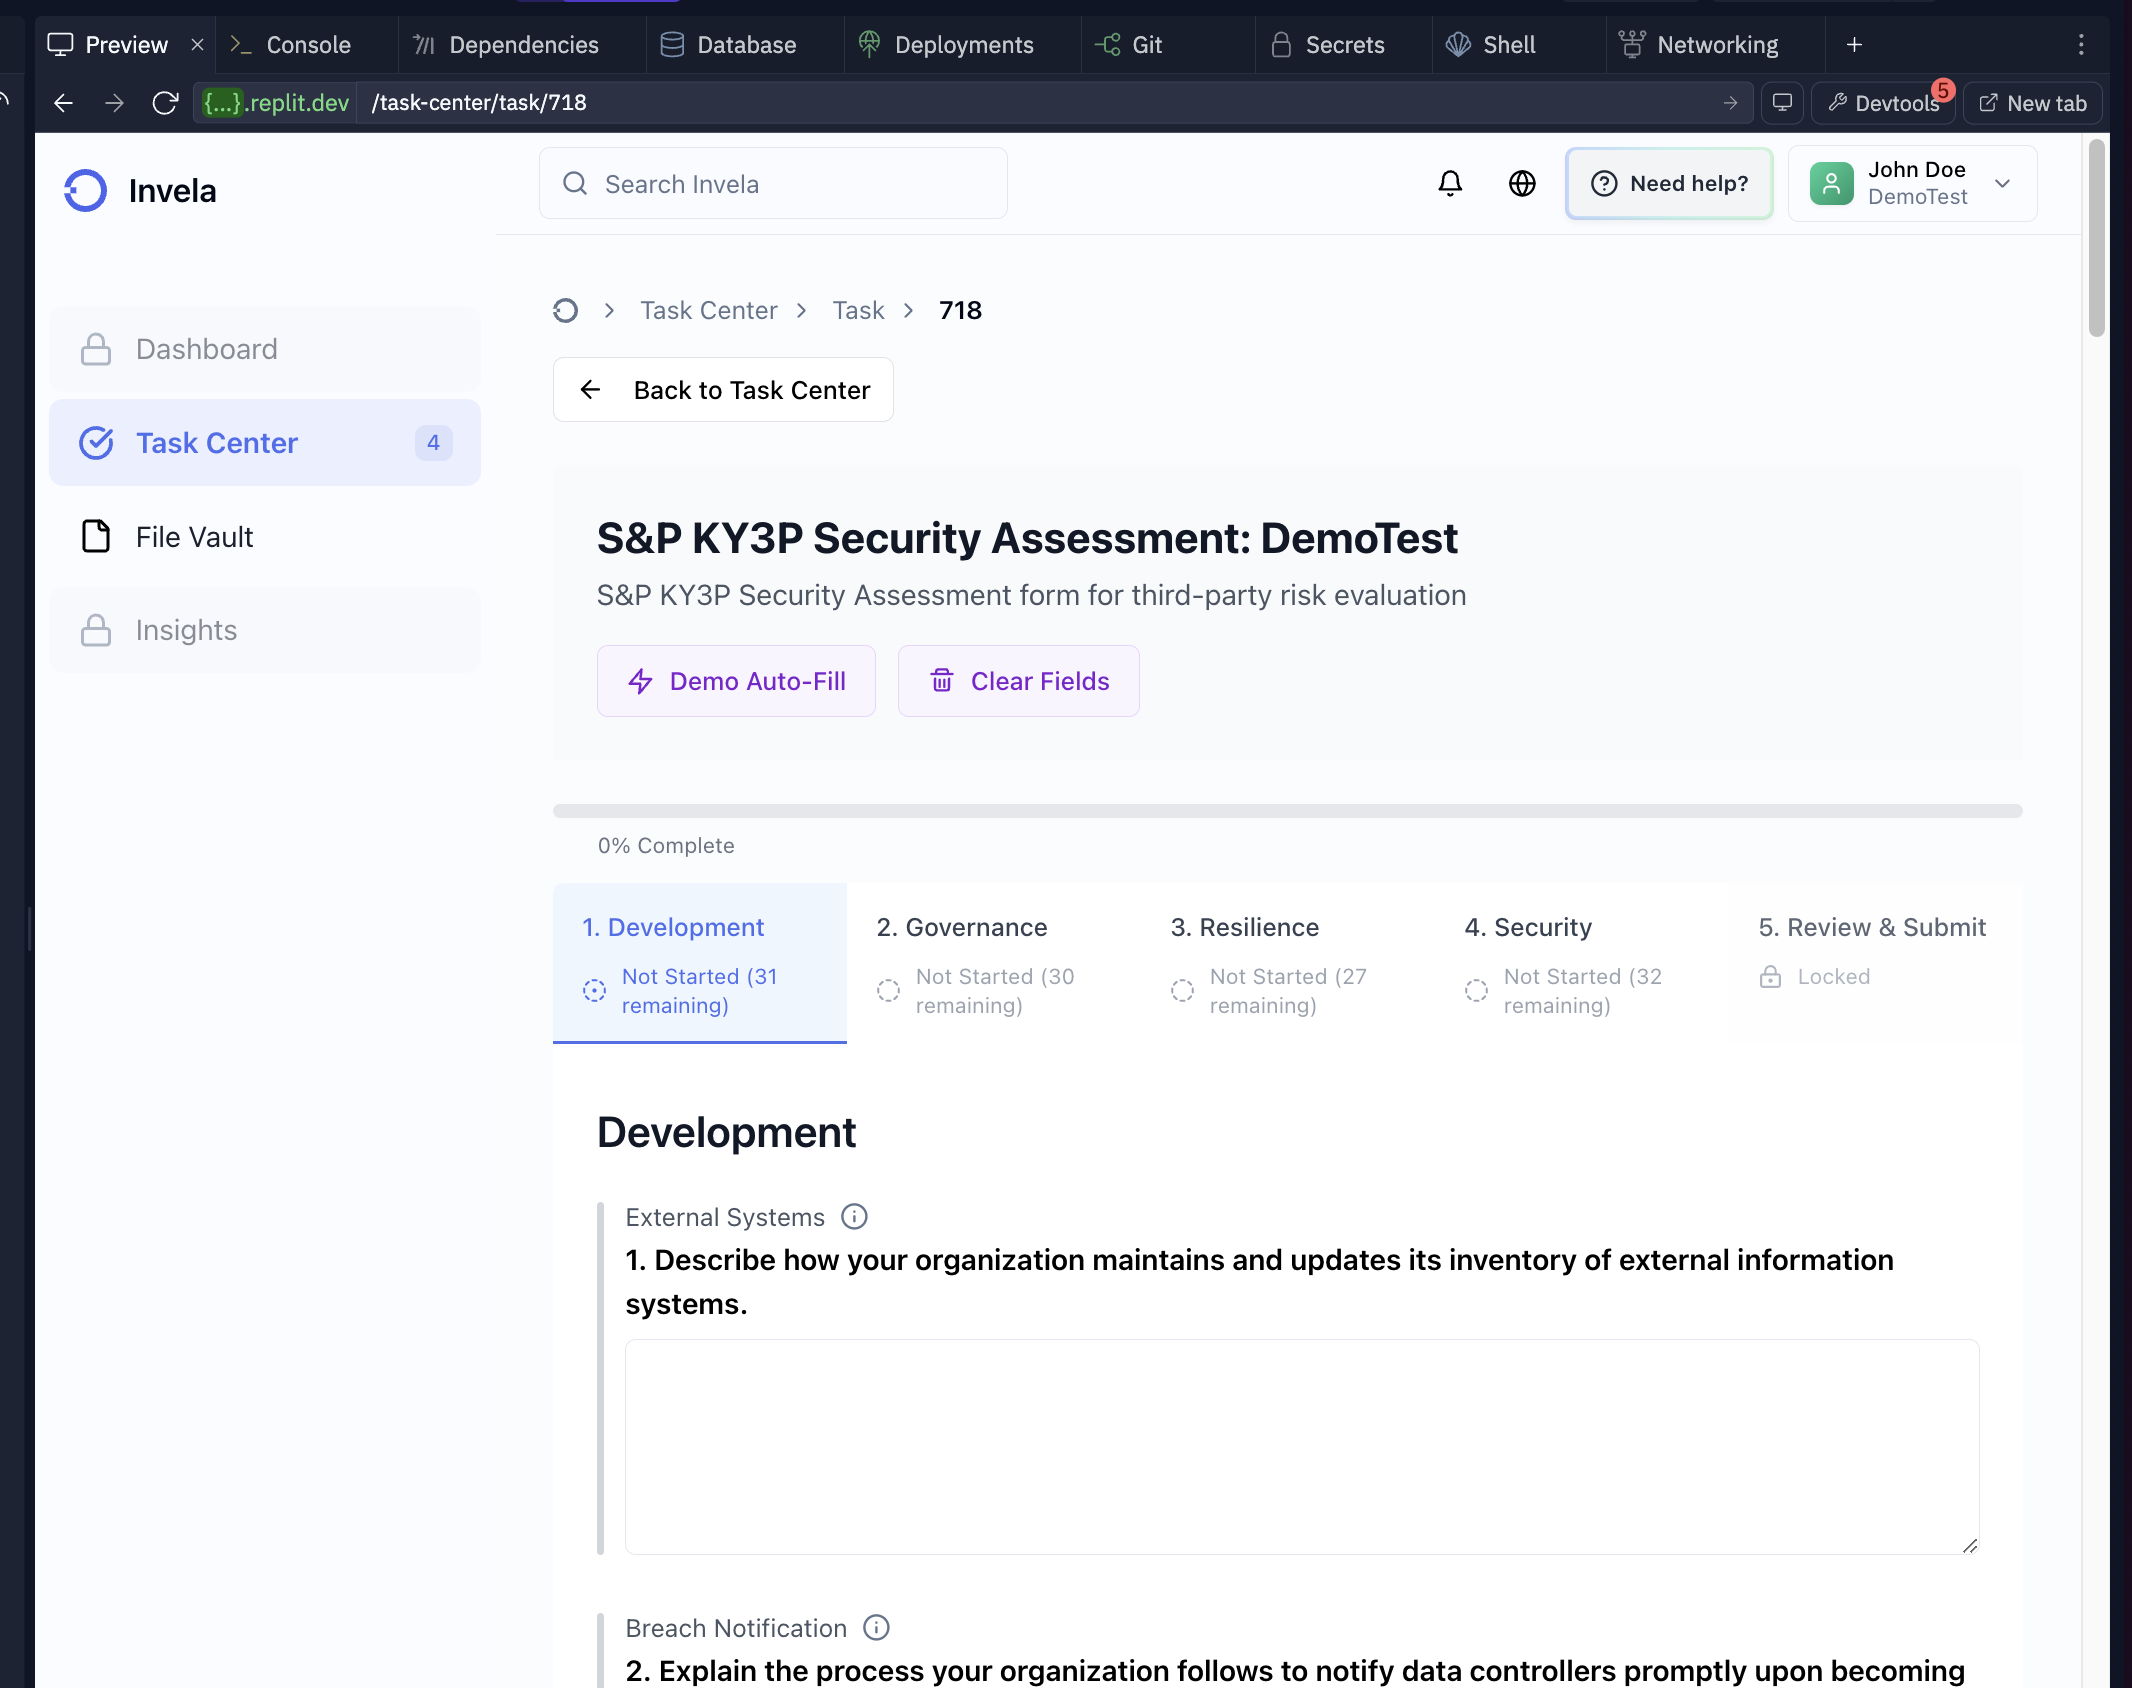 Preview
Console
Dependencies
Database
Deployments
Git
Secrets
Shell
Networking
{...}.replit.dev
/task-center/task/718
Devtools
5
New tab
Invela
Search Invela
Need help?
John Doe
DemoTest
Dashboard
Task Center
4
File Vault
Insights
Task Center
Task
718
Back to Task Center
S&P KY3P Security Assessment: DemoTest
S&P KY3P Security Assessment form for third-party risk evaluation
Demo Auto-Fill
Clear Fields
0% Complete
1. Development
Not Started (31
remaining)
2. Governance
Not Started (30
remaining)
3. Resilience
Not Started (27
remaining)
4. Security
Not Started (32
remaining)
5. Review & Submit
Locked
Development
External Systems
1. Describe how your organization maintains and updates its inventory of external information
systems.
Breach Notification
2. Explain the process your organization follows to notify data controllers promptly upon becoming